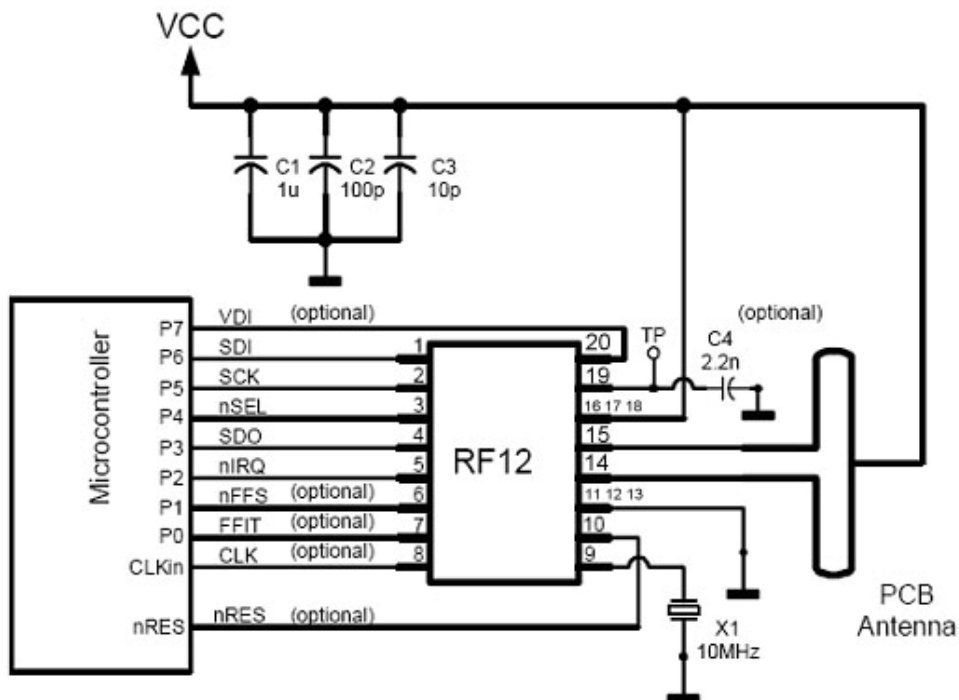 VCC
C1
1u
C2
100p
C3
10p
Microcontroller
P7
VDI
(optional)
P6
SDI
1
P5
SCK
2
P4
nSEL
3
P3
SDO
4
P2
nIRQ
5
P1
nFFS
(optional)
6
P0
FFIT
(optional)
7
CLKin
CLK
(optional)
8
nRES
nRES
(optional)
RF12
20
19
16 17 18
15
14
11 12 13
10
9
TP
(optional)
C4
2.2n
X1
10MHz
PCB
Antenna